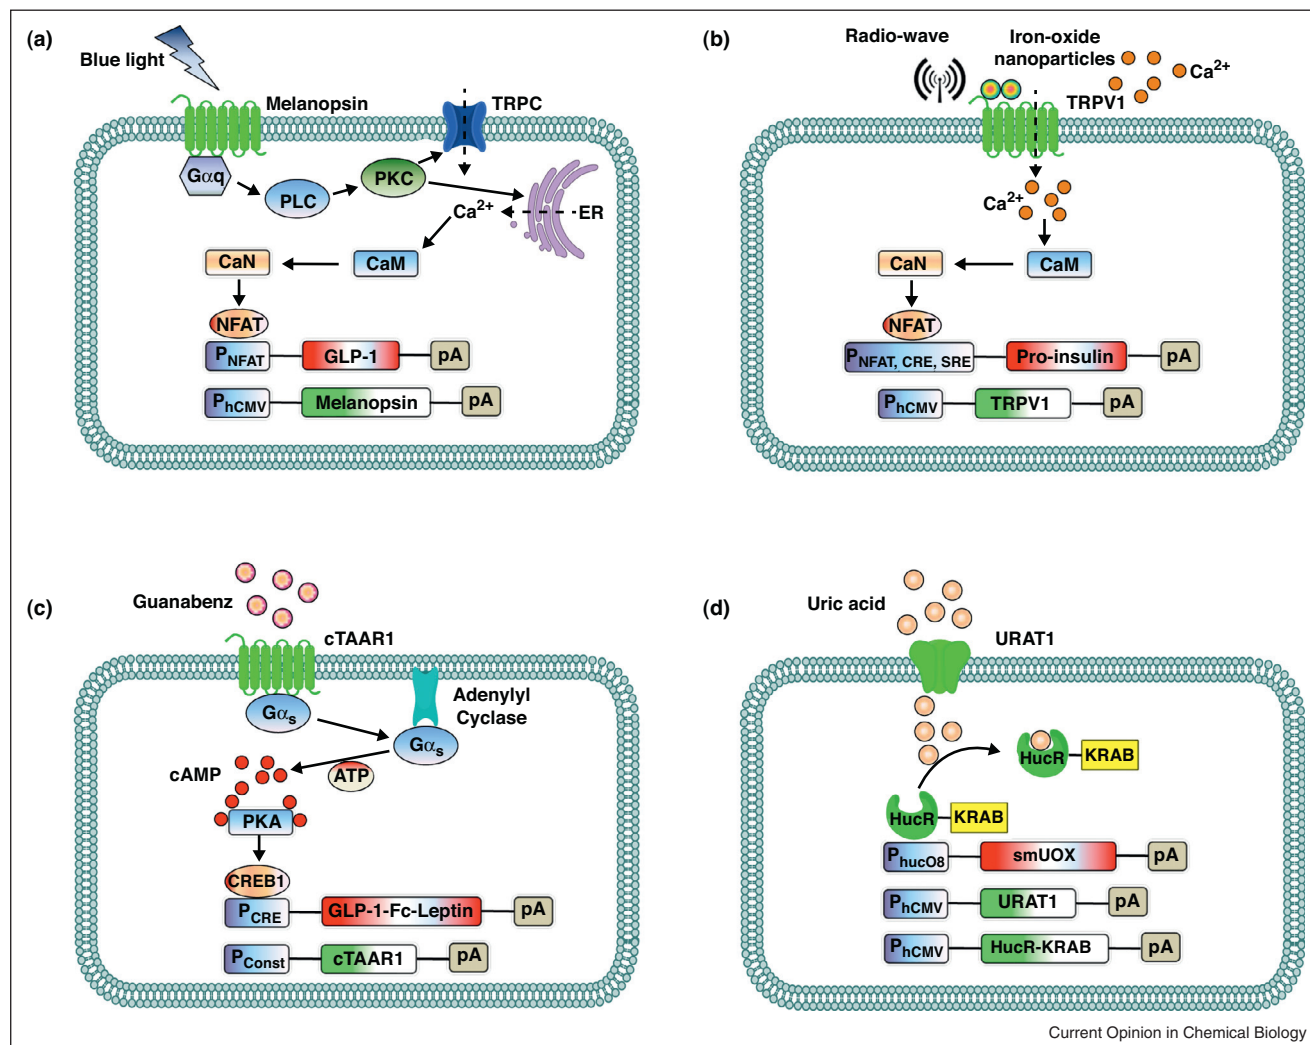 (a)
Blue light
Melanopsin
TRPC
Gαq
PLC
PKC
Ca2+
ER
CaN
CaM
NFAT
PNFAT
GLP-1
pA
PhCMV
Melanopsin
pA
(b)
Radio-wave
Iron-oxide
nanoparticles
Ca2+
TRPV1
Ca2+
CaN
CaM
NFAT
PNFAT, CRE, SRE
Pro-insulin
pA
PhCMV
TRPV1
pA
(c)
Guanabenz
cTAAR1
Gαs
Adenylyl
Cyclase
Gαs
cAMP
ATP
PKA
CREB1
PCRE
GLP-1-Fc-Leptin
pA
PConst
cTAAR1
pA
(d)
Uric acid
URAT1
HucR
KRAB
HucR
KRAB
PhucO8
smUOX
pA
PhCMV
URAT1
pA
PhCMV
HucR-KRAB
pA
Current Opinion in Chemical Biology